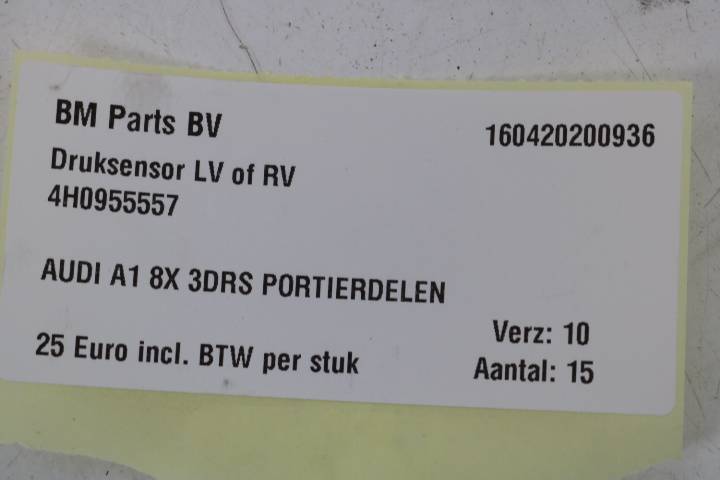 BM Parts BV
160420200936
Druksensor LV of RV
4H0955557
AUDI A1 8X 3DRS PORTIERDELEN
Verz: 10
25 Euro incl. BTW per stuk
Aantal: 15